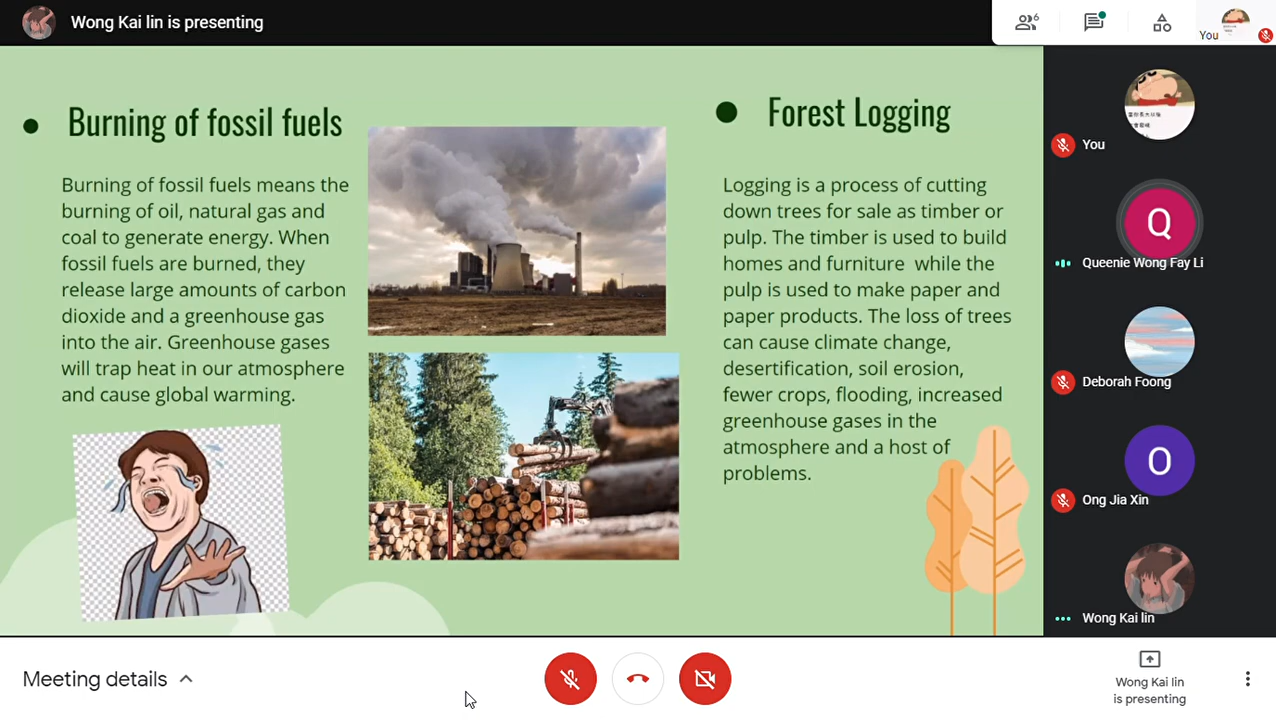 Wong Kai lin is presenting
6
You
Burning of fossil fuels
Burning of fossil fuels means the
burning of oil, natural gas and
coal to generate energy. When
fossil fuels are burned, they
release large amounts of carbon
dioxide and a greenhouse gas
into the air. Greenhouse gases
will trap heat in our atmosphere
and cause global warming.
Forest Logging
Logging is a process of cutting
down trees for sale as timber or
pulp. The timber is used to build
homes and furniture while the
pulp is used to make paper and
paper products. The loss of trees
can cause climate change,
desertification, soil erosion,
fewer crops, flooding, increased
greenhouse gases in the
atmosphere and a host of
problems.
You
Q
Queenie Wong Fay Li
Deborah Foong
O
Ong Jia Xin
Wong Kai lin
Meeting details
Wong Kai lin
is presenting